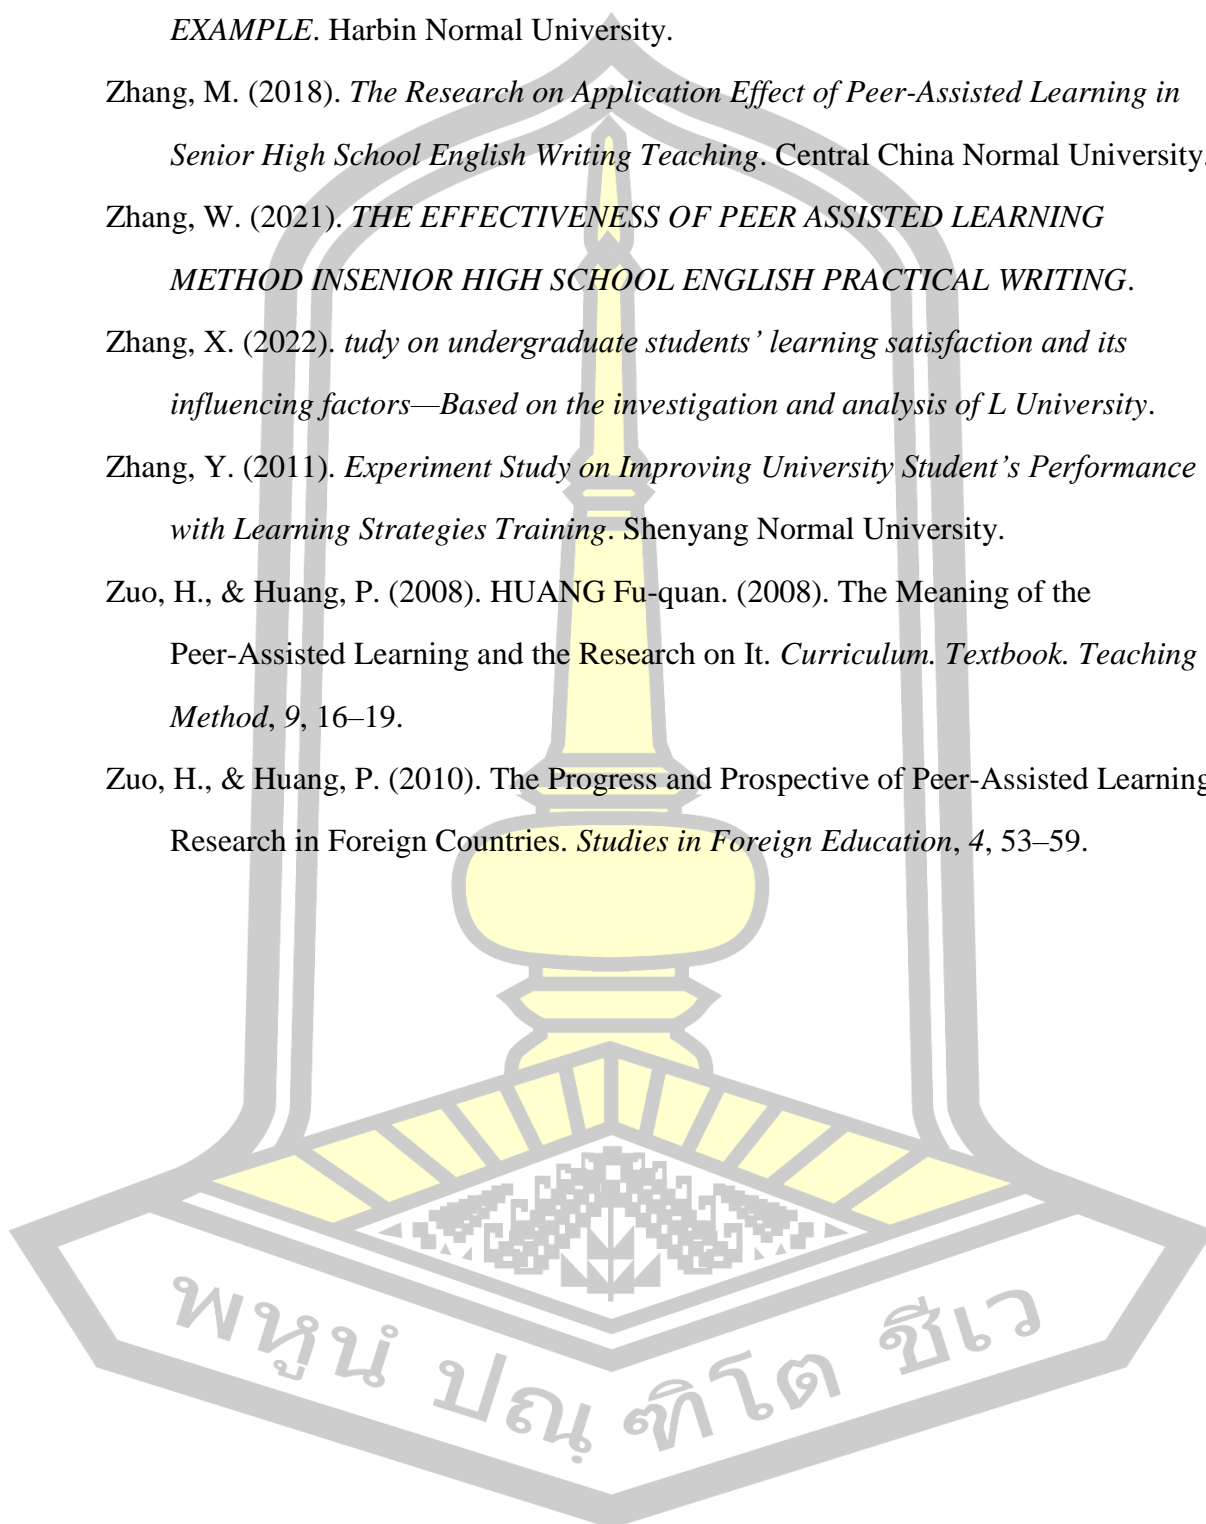 EXAMPLE. Harbin Normal University.
Zhang, M. (2018). The Research on Application Effect of Peer-Assisted Learning in
Senior High School English Writing Teaching. Central China Normal University.
Zhang, W. (2021). THE EFFECTIVENESS OF PEER ASSISTED LEARNING
METHOD INSENIOR HIGH SCHOOL ENGLISH PRACTICAL WRITING.
Zhang, X. (2022). tudy on undergraduate students’ learning satisfaction and its
influencing factors—Based on the investigation and analysis of L University.
Zhang, Y. (2011). Experiment Study on Improving University Student’s Performance
with Learning Strategies Training. Shenyang Normal University.
Zuo, H., & Huang, P. (2008). HUANG Fu-quan. (2008). The Meaning of the
Peer-Assisted Learning and the Research on It. Curriculum. Textbook. Teaching
Method, 9, 16–19.
Zuo, H., & Huang, P. (2010). The Progress and Prospective of Peer-Assisted Learning
Research in Foreign Countries. Studies in Foreign Education, 4, 53–59.
พหูนํ ปณฺฑิโต ชีเว